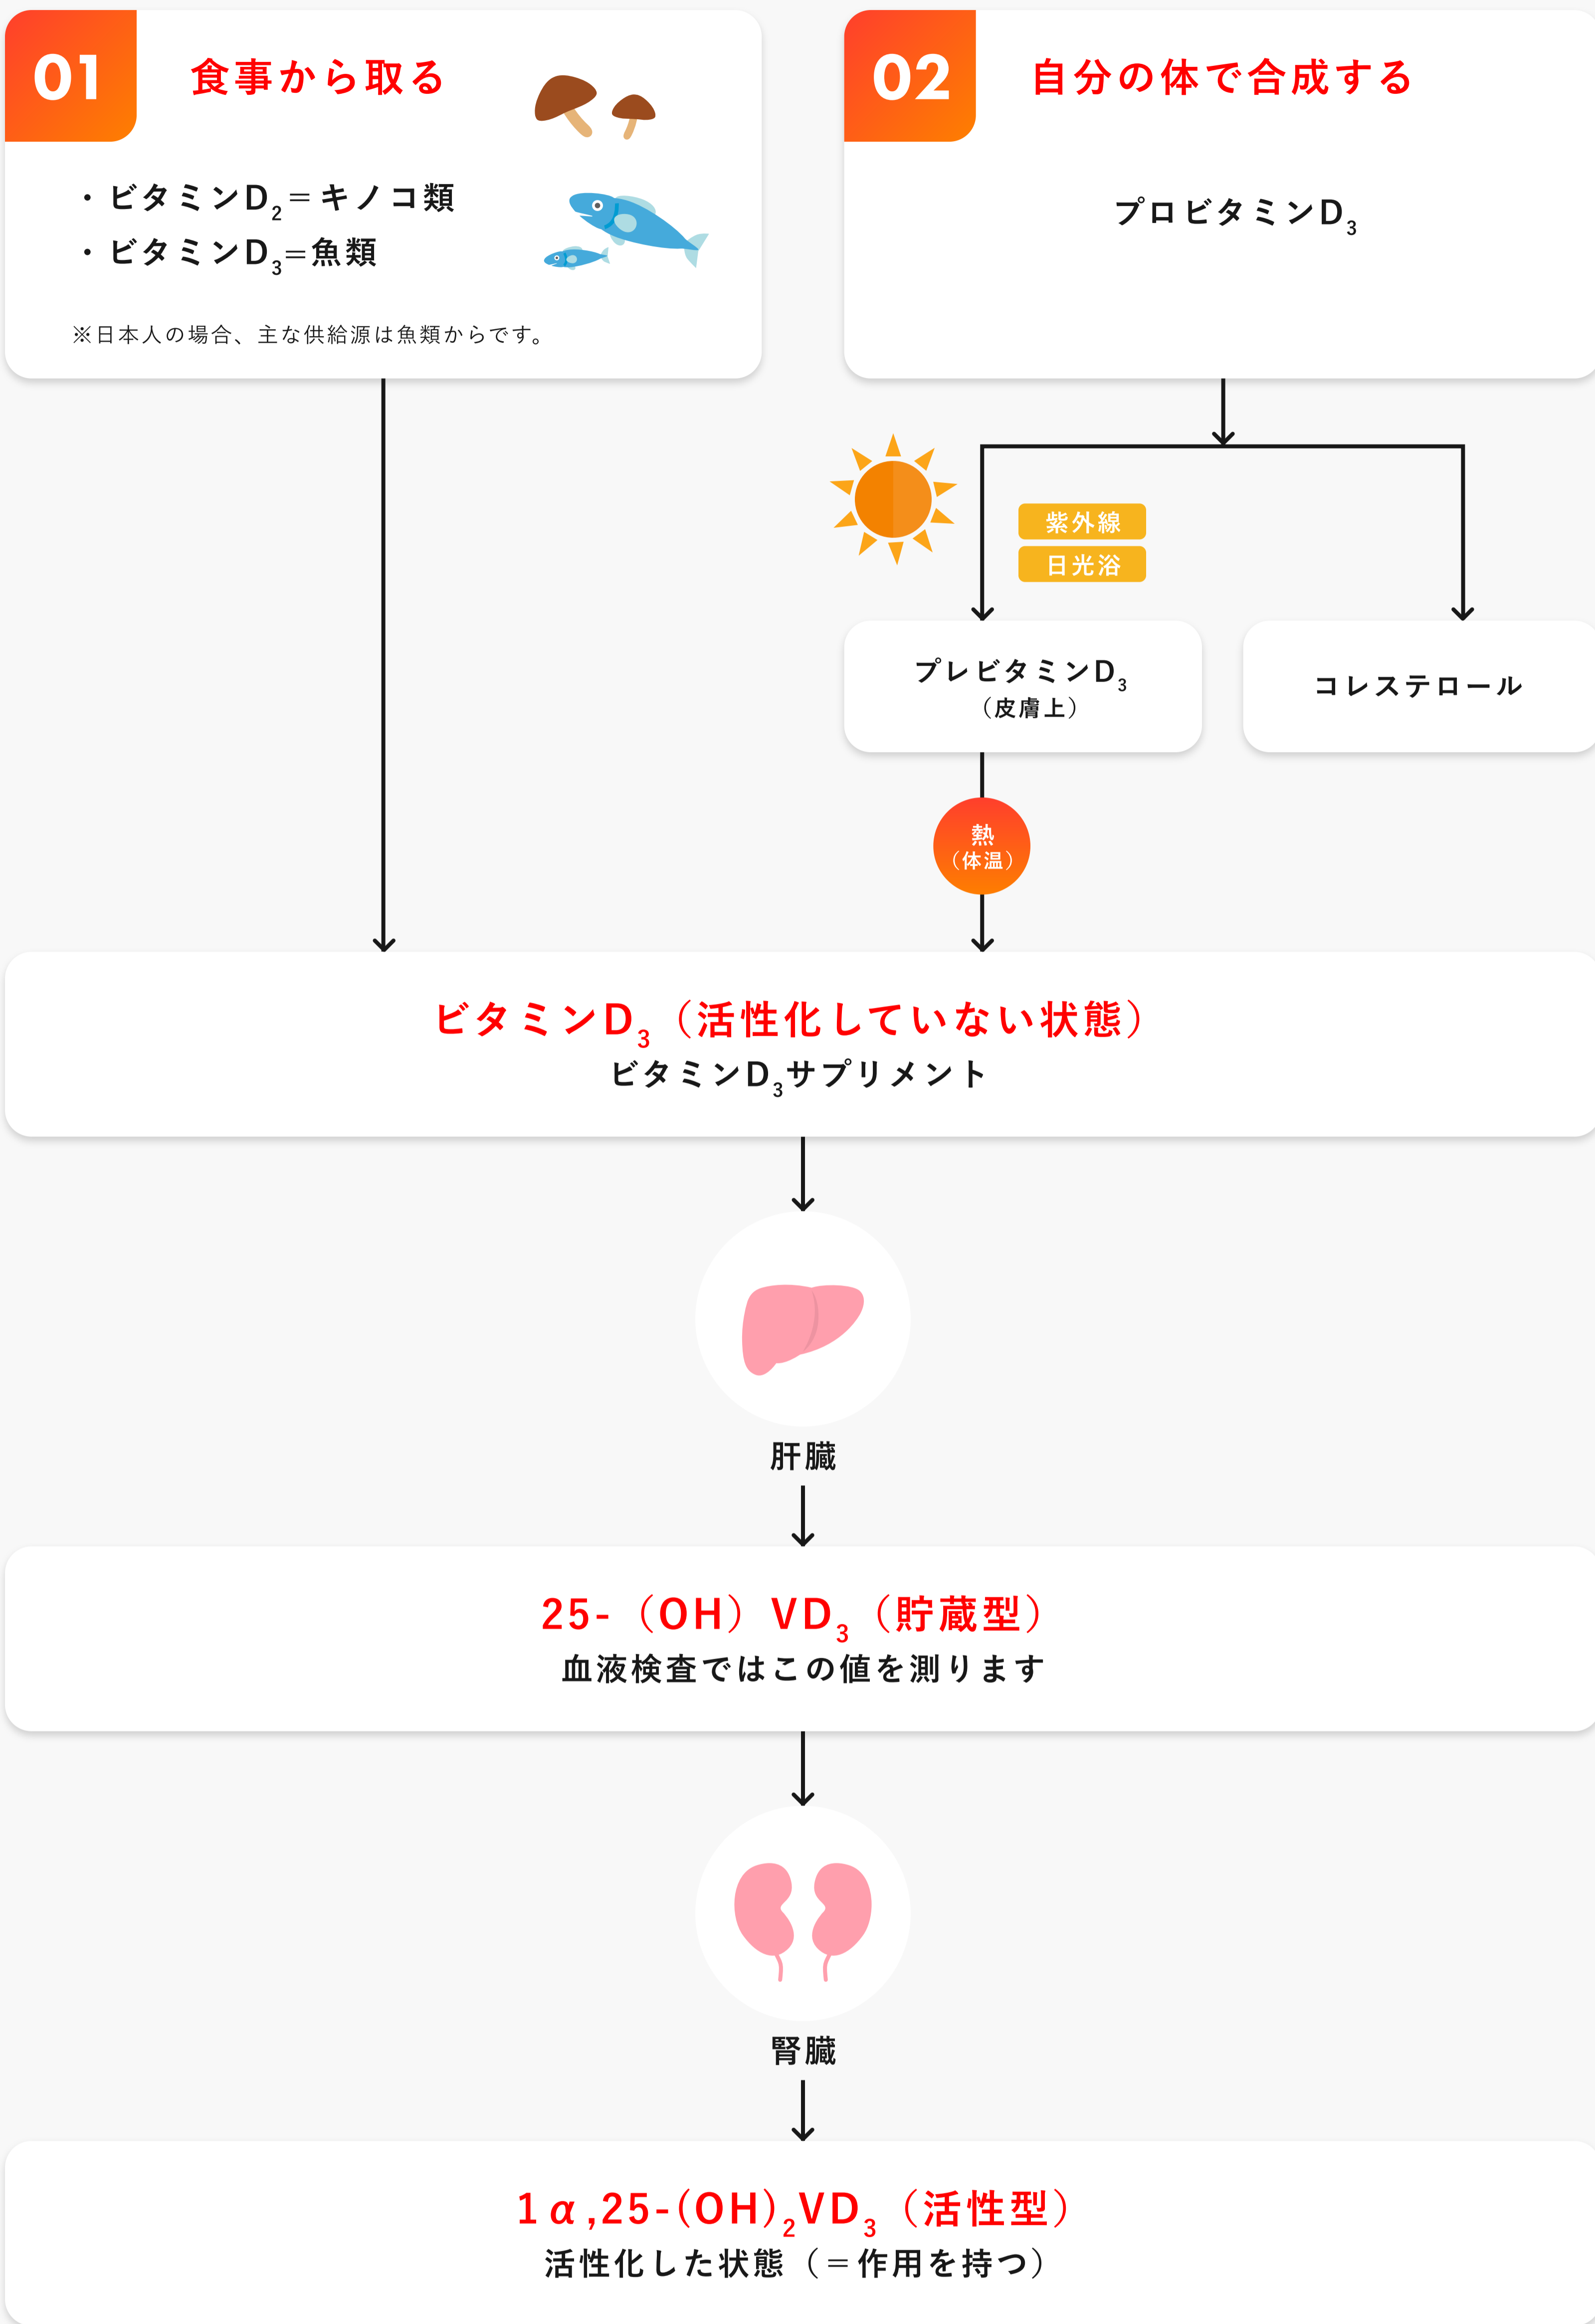 01
食事から取る
・ビタミンD₂＝キノコ類
・ビタミンD₃＝魚類
※日本人の場合、主な供給源は魚類からです。
02
自分の体で合成する
プロビタミンD₃
紫外線
日光浴
プレビタミンD₃
（皮膚上）
コレステロール
熱
（体温）
ビタミンD₃（活性化していない状態）
ビタミンD₃サプリメント
肝臓
25-（OH）VD₃（貯蔵型）
血液検査ではこの値を測ります
腎臓
1α,25-(OH)₂VD₃（活性型）
活性化した状態（＝作用を持つ）